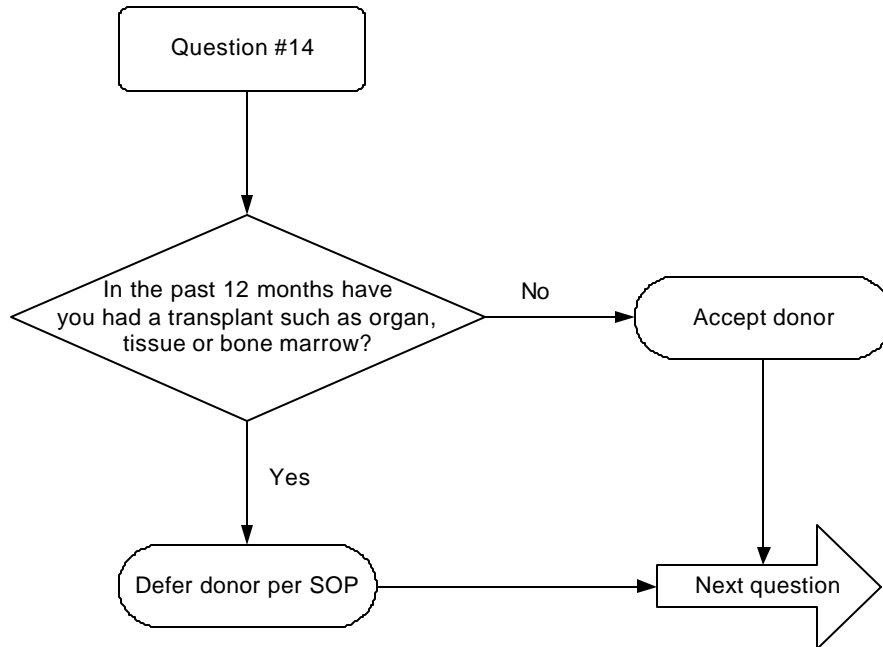 Question #14
In the past 12 months have
you had a transplant such as organ,
tissue or bone marrow?
No
Accept donor
Yes
Defer donor per SOP
Next question